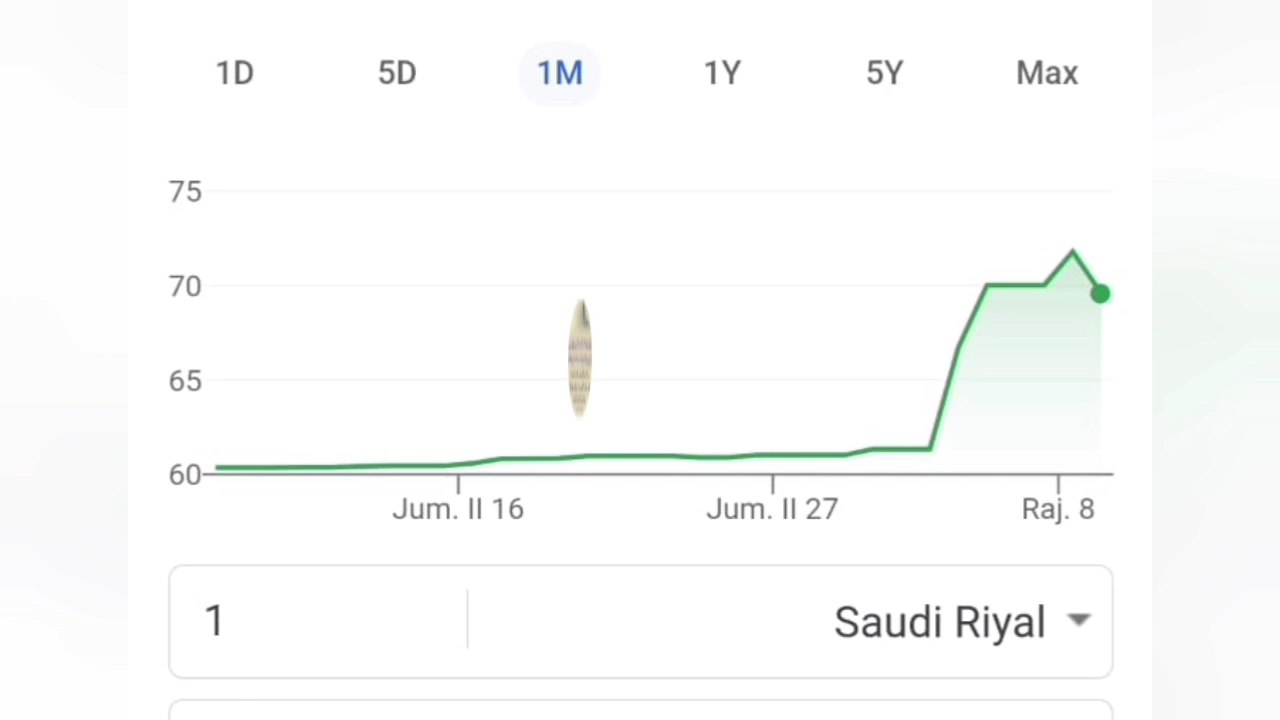 1D 5D 1M 1Y 5Y Max
75
70
65
60
Jum. II 16 Jum. II 27 Raj. 8
1 Saudi Riyal